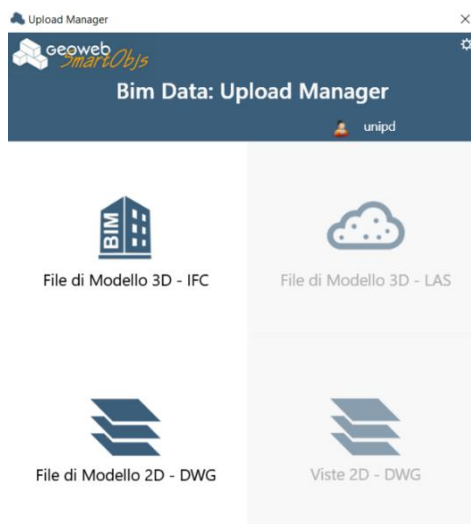 Upload Manager
Geoweb
SmartObjs
Bim Data: Upload Manager
unipd
BIM
File di Modello 3D - IFC
File di Modello 3D - LAS
File di Modello 2D - DWG
Viste 2D - DWG